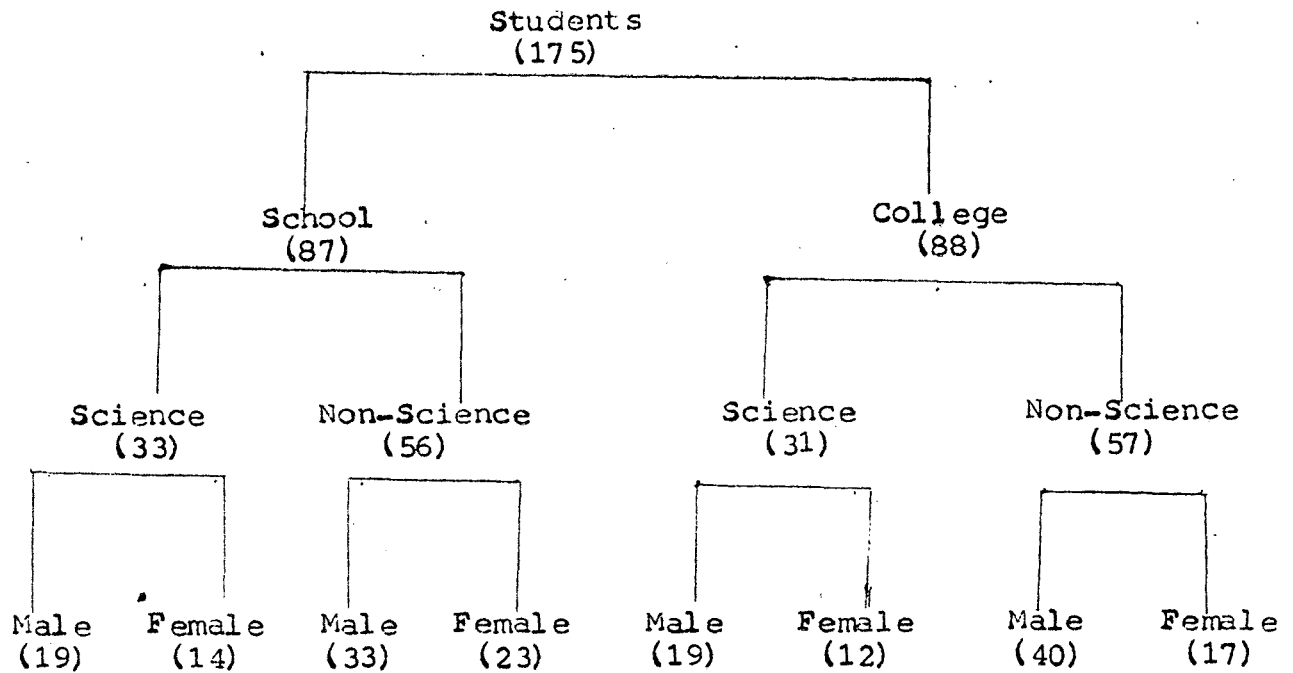 Students
(175)
School College
(87) (88)
Science Non-Science Science Non-Science
(33) (56) (31) (57)
Male Female Male Female Male Female Male Female
(19) (14) (33) (23) (19) (12) (40) (17)